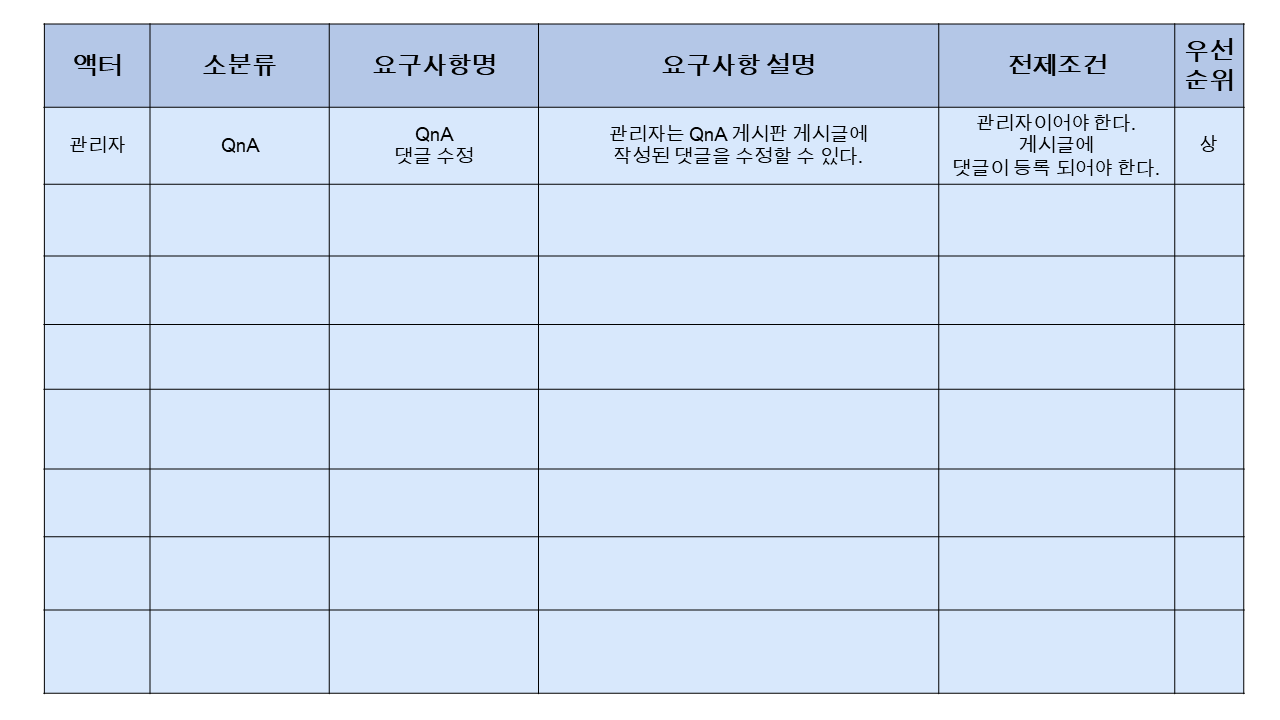 액터
소분류
요구사항명
요구사항 설명
전제조건
우선
순위
관리자
QnA
QnA
댓글 수정
관리자는 QnA 게시판 게시글에
작성된 댓글을 수정할 수 있다.
관리자이어야 한다.
게시글에
댓글이 등록 되어야 한다.
상